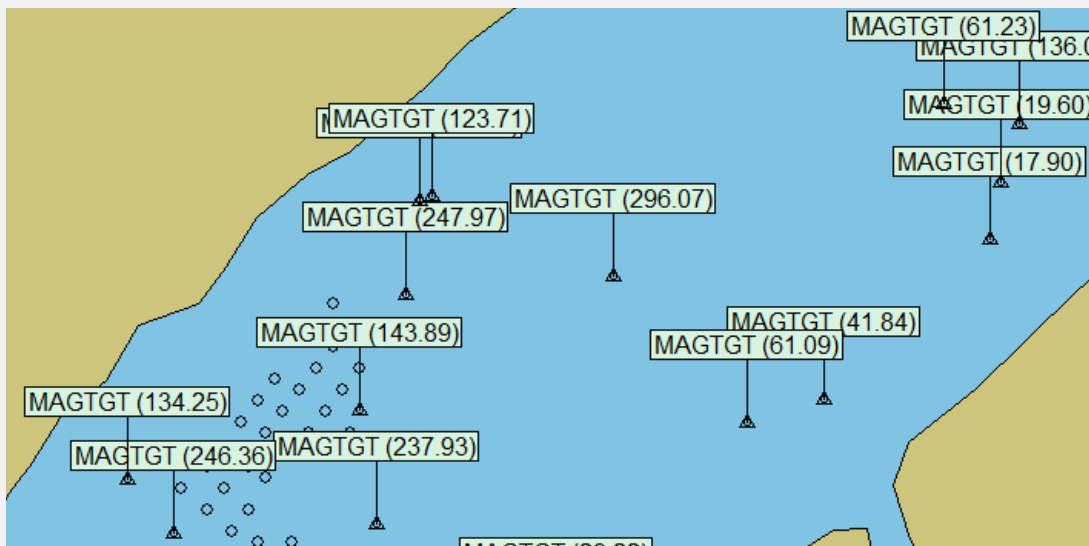 MAGTGT (61.23)
MAGTGT (136.0
MAGTGT (19.60)
MAGTGT (123.71)
MAGTGT (17.90)
MAGTGT (296.07)
MAGTGT (247.97)
MAGTGT (41.84)
MAGTGT (143.89)
MAGTGT (61.09)
MAGTGT (134.25)
MAGTGT (237.93)
MAGTGT (246.36)